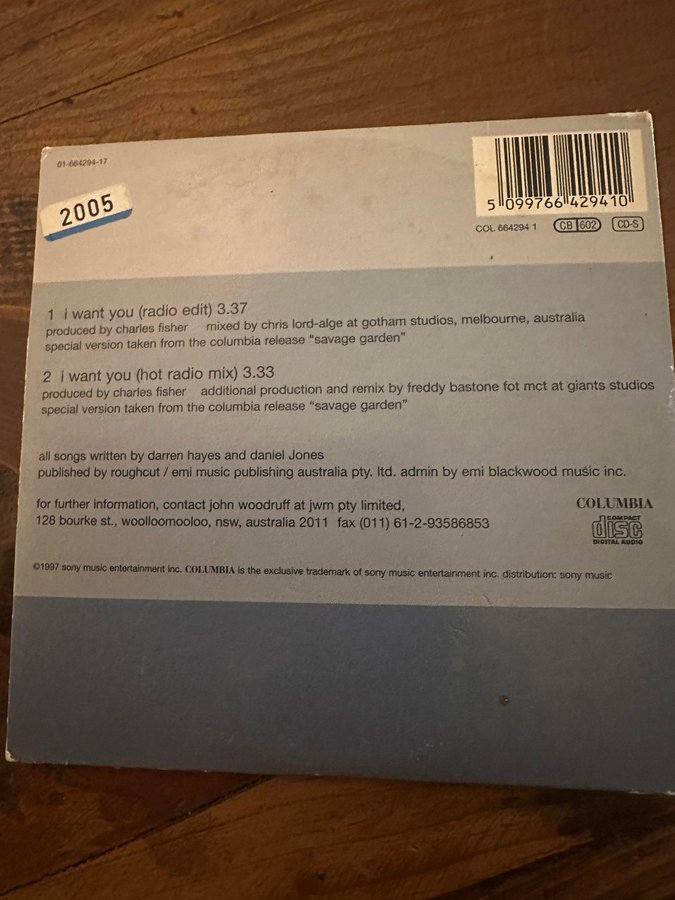 01-664294-17
2005
5 099766 429410
COL 664294 1 CB 602 CD-S
1 i want you (radio edit) 3.37
produced by charles fisher mixed by chris lord-alge at gotham studios, melbourne, australia
special version taken from the columbia release "savage garden"
2 i want you (hot radio mix) 3.33
produced by charles fisher additional production and remix by freddy bastone fot mct at giants studios
special version taken from the columbia release "savage garden"
all songs written by darren hayes and daniel Jones
published by roughcut / emi music publishing australia pty. ltd. admin by emi blackwood music inc.
for further information, contact john woodruff at jwm pty limited,
128 bourke st., woolloomooloo, nsw, australia 2011 fax (011) 61-2-93586853
COLUMBIA
COMPACT
disc
DIGITAL AUDIO
©1997 sony music entertainment inc. COLUMBIA is the exclusive trademark of sony music entertainment inc. distribution: sony music